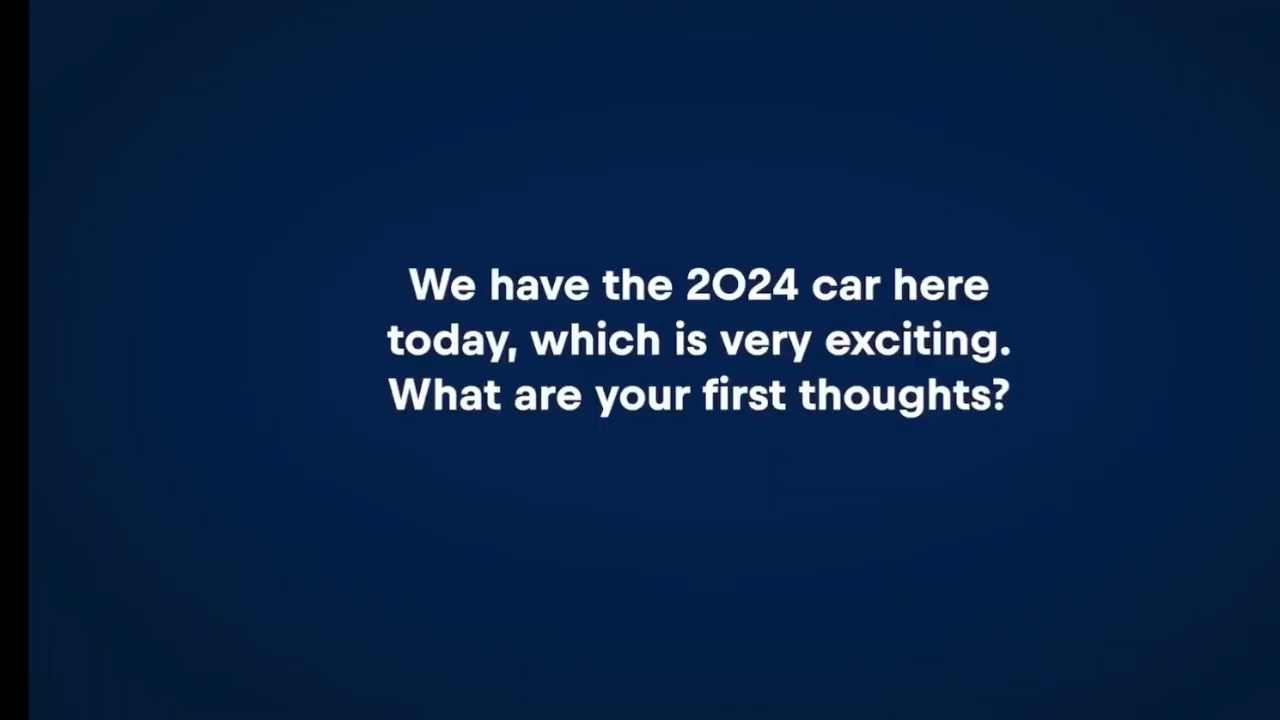 We have the 2024 car here
today, which is very exciting.
What are your first thoughts?